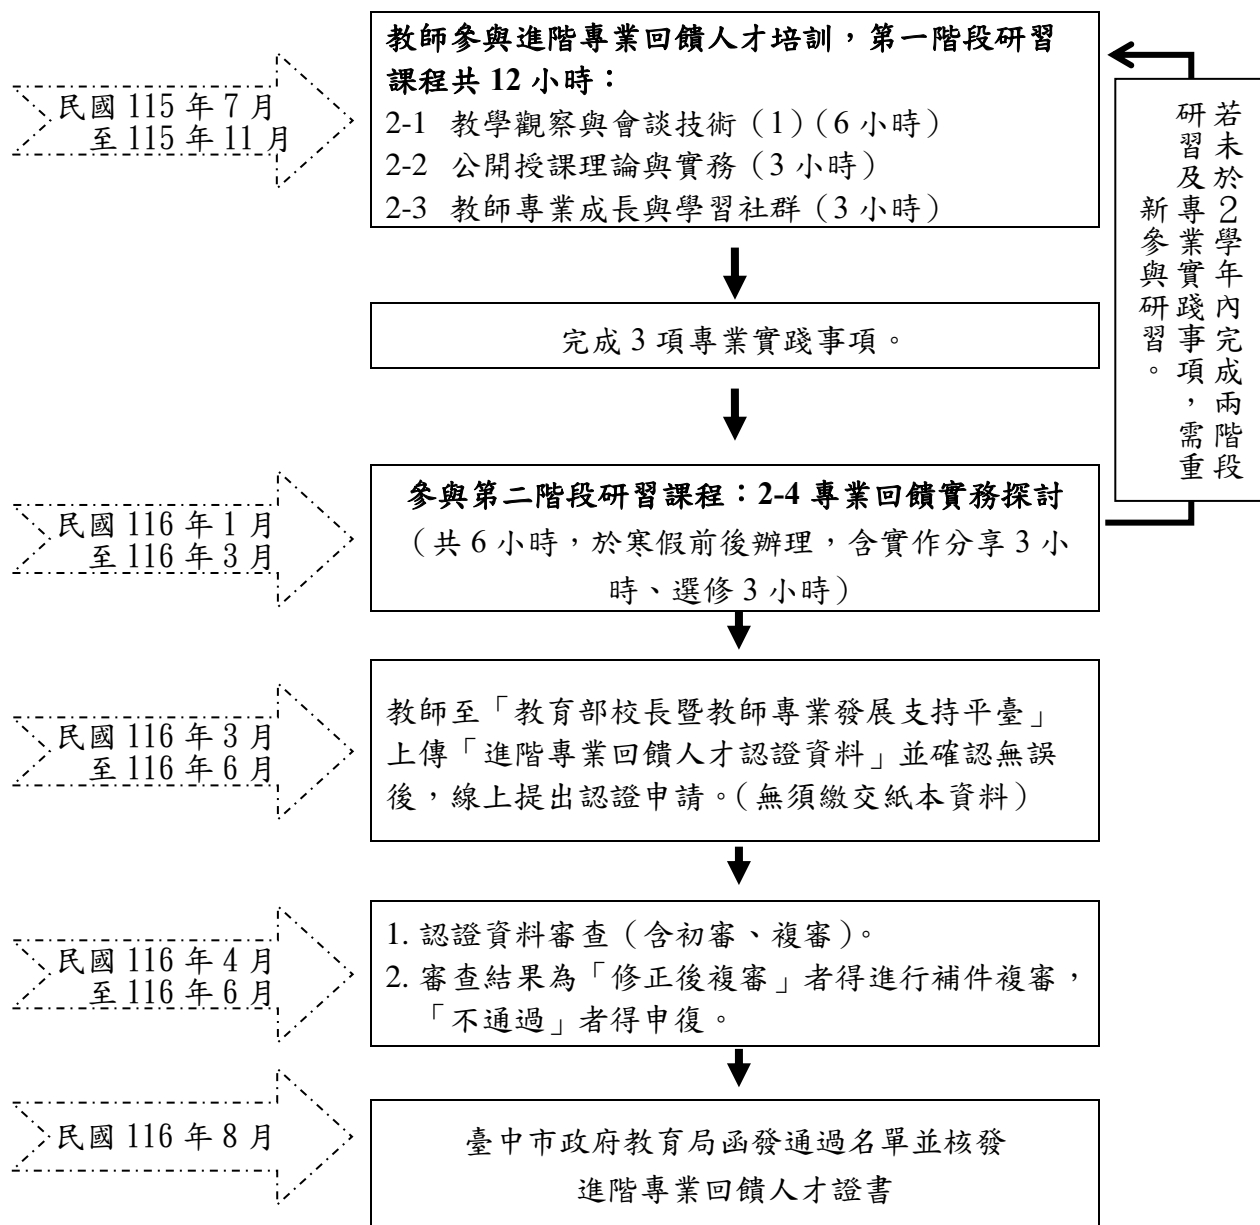 教師參與進階專業回饋人才培訓，第一階段研習
課程共 12 小時：
2-1 教學觀察與會談技術（1）（6 小時）
2-2 公開授課理論與實務（3 小時）
2-3 教師專業成長與學習社群（3 小時）
民國 115 年 7 月
至 115 年 11 月
若未於２學年內完成兩階段
研習及專業實踐事項，需重
新參與研習。
完成 3 項專業實踐事項。
參與第二階段研習課程：2-4 專業回饋實務探討
（共 6 小時，於寒假前後辦理，含實作分享 3 小
時、選修 3 小時）
民國 116 年 1 月
至 116 年 3 月
教師至「教育部校長暨教師專業發展支持平臺」
上傳「進階專業回饋人才認證資料」並確認無誤
後，線上提出認證申請。（無須繳交紙本資料）
民國 116 年 3 月
至 116 年 6 月
1. 認證資料審查（含初審、複審）。
2. 審查結果為「修正後複審」者得進行補件複審，
「不通過」者得申復。
民國 116 年 4 月
至 116 年 6 月
民國 116 年 8 月
臺中市政府教育局函發通過名單並核發
進階專業回饋人才證書